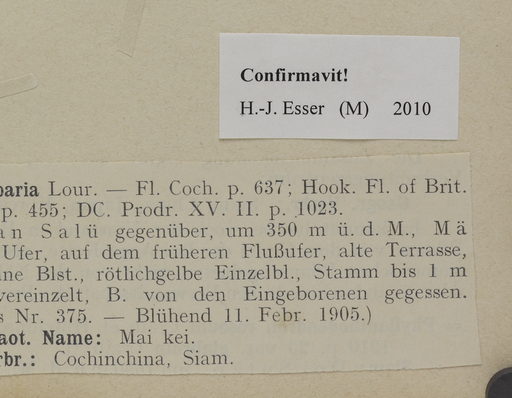 Confirmavit!
H.-J. Esser (M) 2010
paria Lour. — Fl. Coch. p. 637; Hook. Fl. of Brit.
p. 455; DC. Prodr. XV. II. p. 1023.
an Salü gegenüber, um 350 m ü. d. M., Mä
Ufer, auf dem früheren Flußufer, alte Terrasse,
ne Blst., rötlichgelbe Einzelbl., Stamm bis 1 m
vereinzelt, B. von den Eingeborenen gegessen.
s Nr. 375. — Blühend 11. Febr. 1905.)
aot. Name: Mai kei.
rbr.: Cochinchina, Siam.